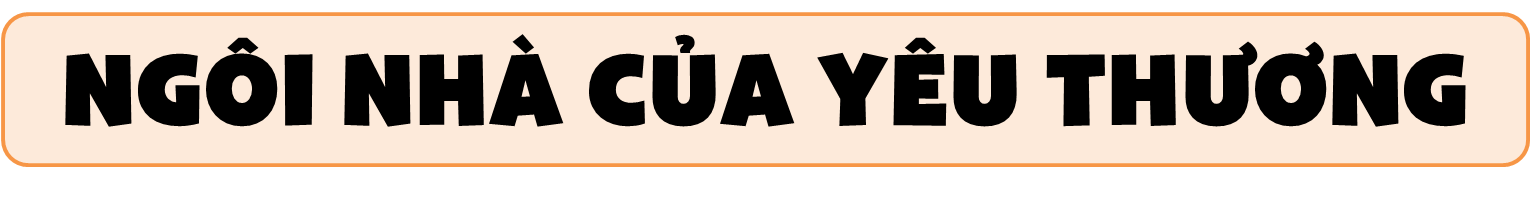 NGÔI NHÀ CỦA YÊU THƯƠNG